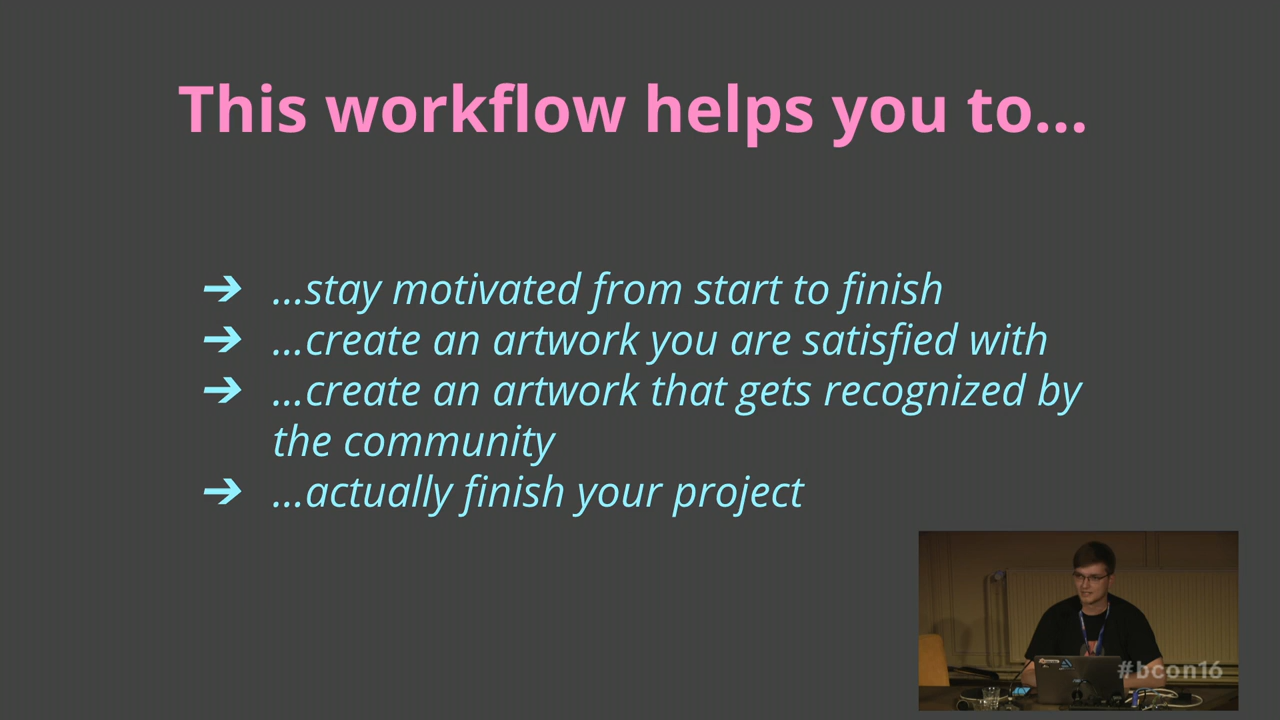 This workflow helps you to...
➔ ...stay motivated from start to finish
➔ ...create an artwork you are satisfied with
➔ ...create an artwork that gets recognized by
the community
➔ ...actually finish your project
#bcon16